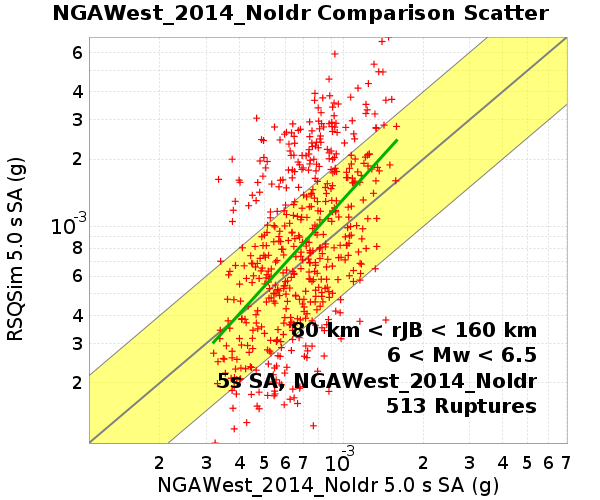 NGAWest_2014_NoIdr Comparison Scatter
RSQSim 5.0 s SA (g)
6
4
3
2
10^-3
8
6
4
3
2
80 km < rJB < 160 km
6 < Mw < 6.5
5s SA, NGAWest_2014_NoIdr
513 Ruptures
2 3 4 5 6 7 10^-3 2 3 4 5 6 7
NGAWest_2014_NoIdr 5.0 s SA (g)